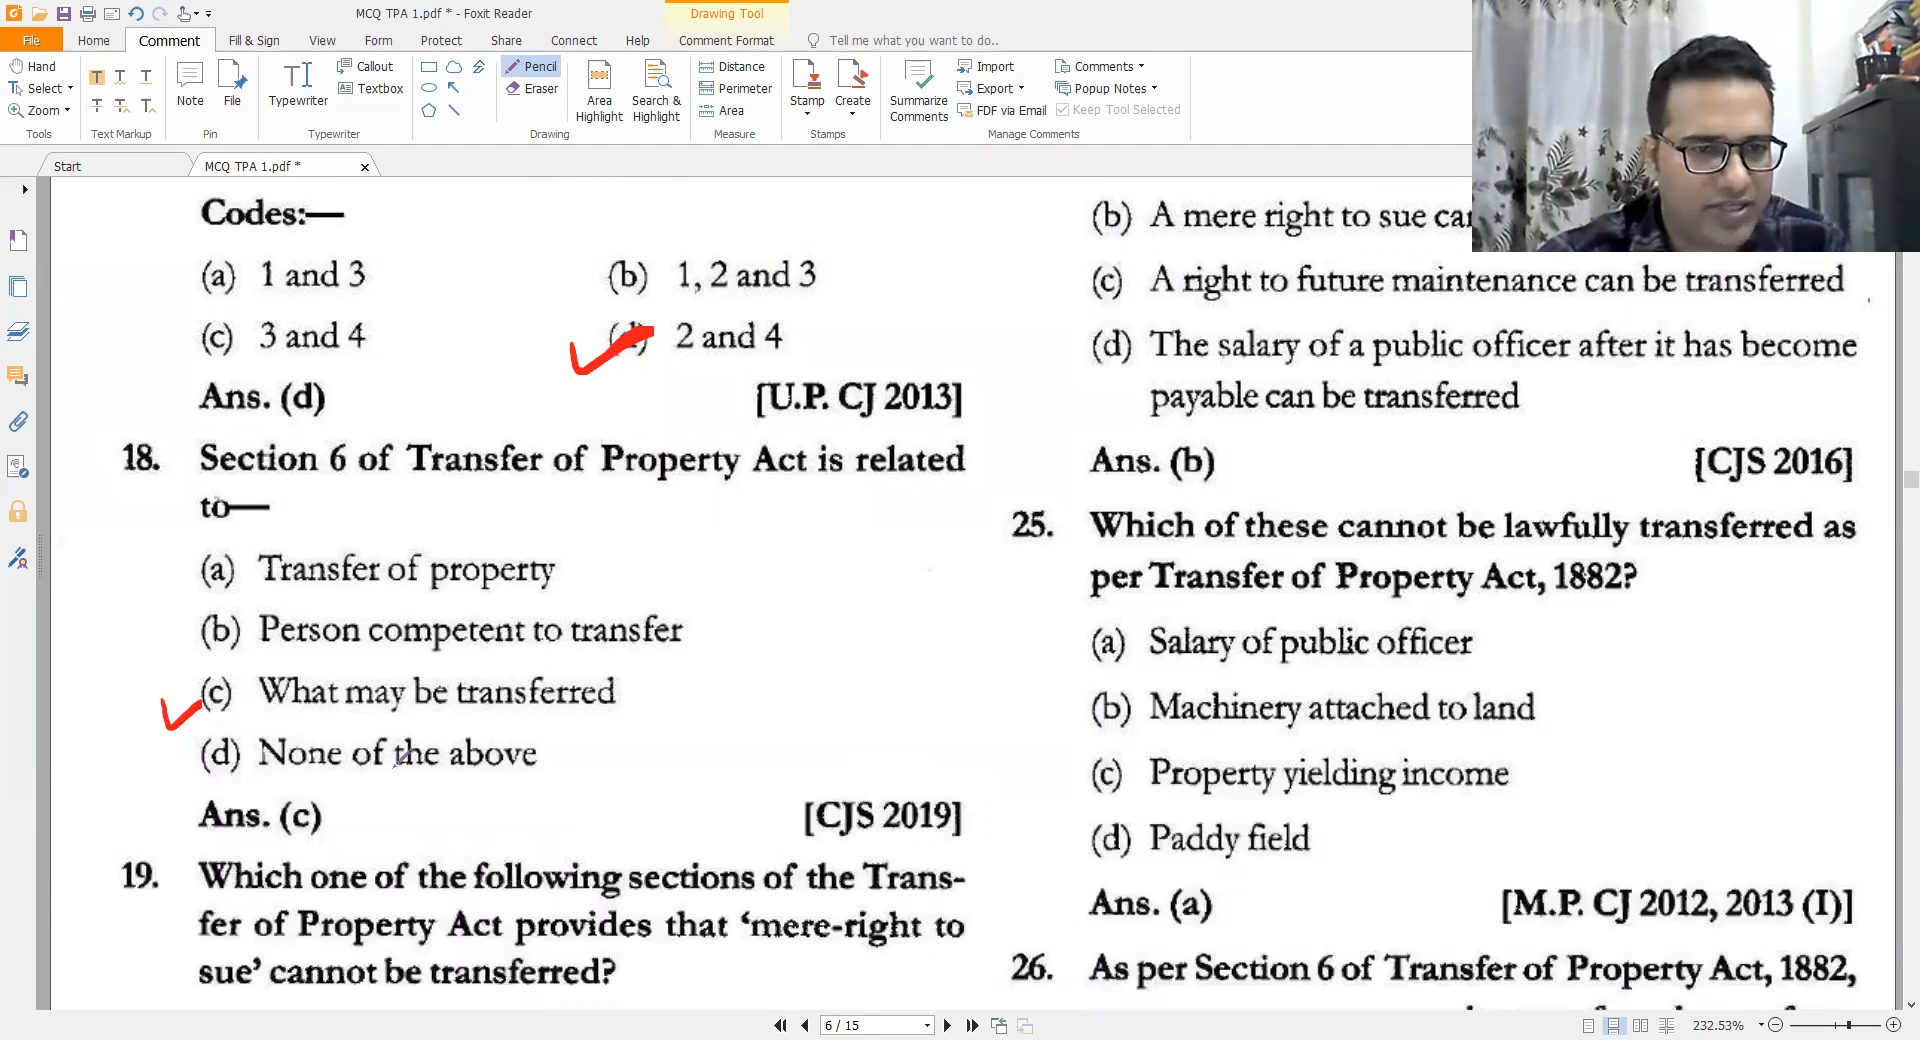 MCQ TPA 1.pdf * - Foxit Reader
Drawing Tool
File
Home
Comment
Fill & Sign
View
Form
Protect
Share
Connect
Help
Comment Format
Tell me what you want to do..
Hand
Select
Zoom
Tools
Text Markup
Note
File
Pin
Typewriter
Callout
Textbox
Typewriter
Pencil
Eraser
Drawing
Area Highlight
Search & Highlight
Distance
Perimeter
Area
Measure
Stamp
Create
Stamps
Summarize Comments
Import
Export
FDF via Email
Comments
Popup Notes
Keep Tool Selected
Manage Comments
Start
MCQ TPA 1.pdf *
Codes:—
(a) 1 and 3 (b) 1, 2 and 3
(c) 3 and 4 (d) 2 and 4
Ans. (d) [U.P. CJ 2013]
18. Section 6 of Transfer of Property Act is related
to—
(a) Transfer of property
(b) Person competent to transfer
(c) What may be transferred
(d) None of the above
Ans. (c) [CJS 2019]
19. Which one of the following sections of the Trans-
fer of Property Act provides that ‘mere-right to
sue’ cannot be transferred?
(b) A mere right to sue
(c) A right to future maintenance can be transferred
(d) The salary of a public officer after it has become
payable can be transferred
Ans. (b) [CJS 2016]
25. Which of these cannot be lawfully transferred as
per Transfer of Property Act, 1882?
(a) Salary of public officer
(b) Machinery attached to land
(c) Property yielding income
(d) Paddy field
Ans. (a) [M.P. CJ 2012, 2013 (I)]
26. As per Section 6 of Transfer of Property Act, 1882,
6 / 15
232.53%